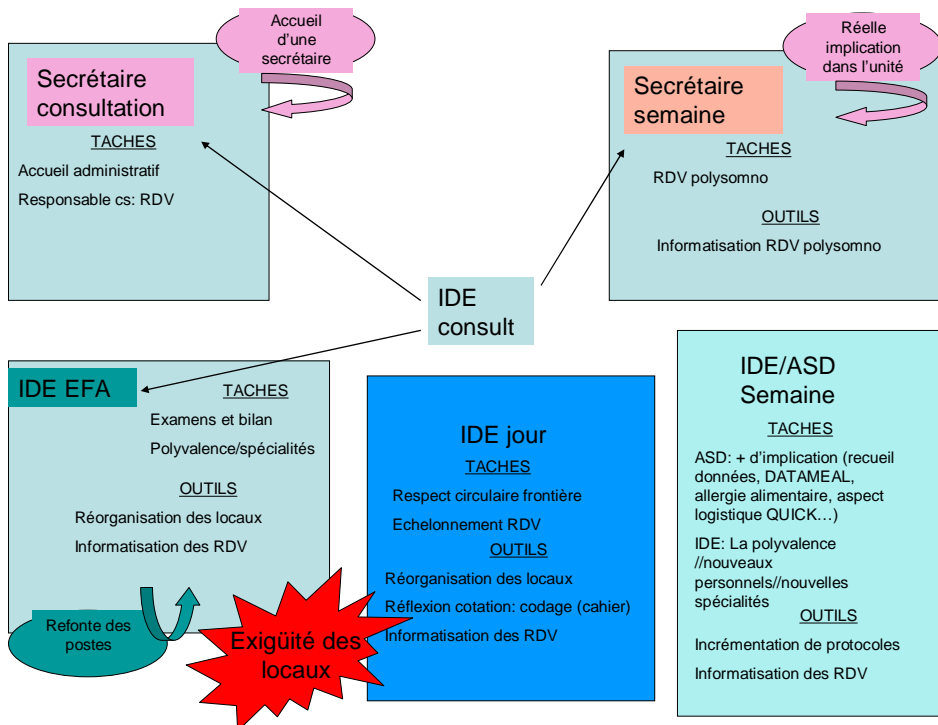 Accueil
d'une
secrétaire
Secrétaire
consultation
TACHES
Accueil administratif
Responsable cs: RDV
Réelle
implication
dans l'unité
Secrétaire
semaine
TACHES
RDV polysomno
OUTILS
Informatisation RDV polysomno
IDE
consult
IDE EFA
TACHES
Examens et bilan
Polyvalence/spécialités
OUTILS
Réorganisation des locaux
Informatisation des RDV
Refonte des
postes
Exigüité des
locaux
IDE jour
TACHES
Respect circulaire frontière
Echelonnement RDV
OUTILS
Réorganisation des locaux
Réflexion cotation: codage (cahier)
Informatisation des RDV
IDE/ASD
Semaine
TACHES
ASD: + d'implication (recueil
données, DATAMEAL,
allergie alimentaire, aspect
logistique QUICK…)
IDE: La polyvalence
//nouveaux
personnels//nouvelles
spécialités
OUTILS
Incrémentation de protocoles
Informatisation des RDV